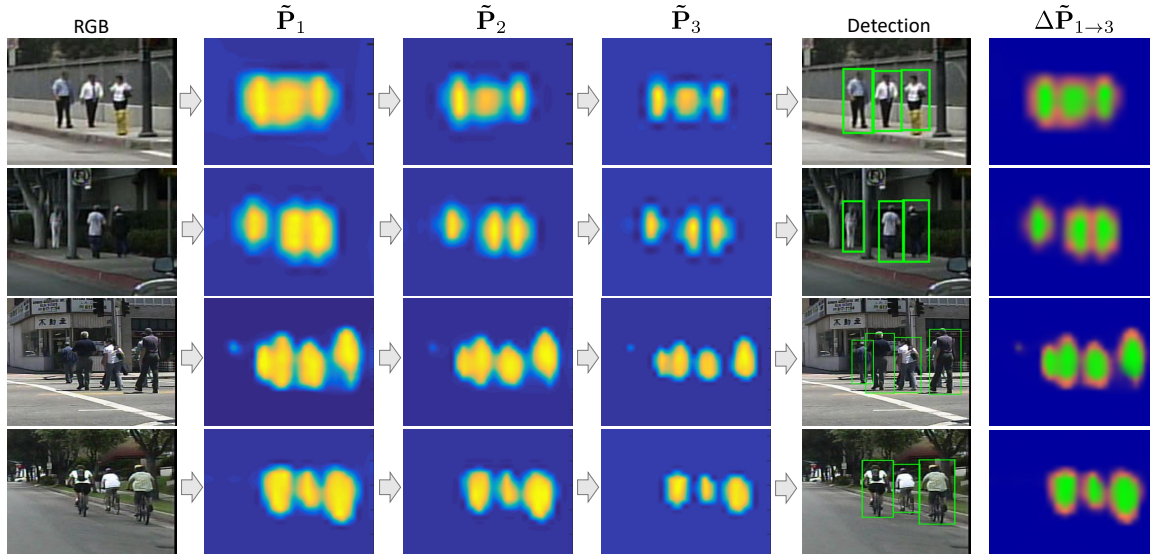 RGB
P̃₁
P̃₂
P̃₃
Detection
ΔP̃₁→₃